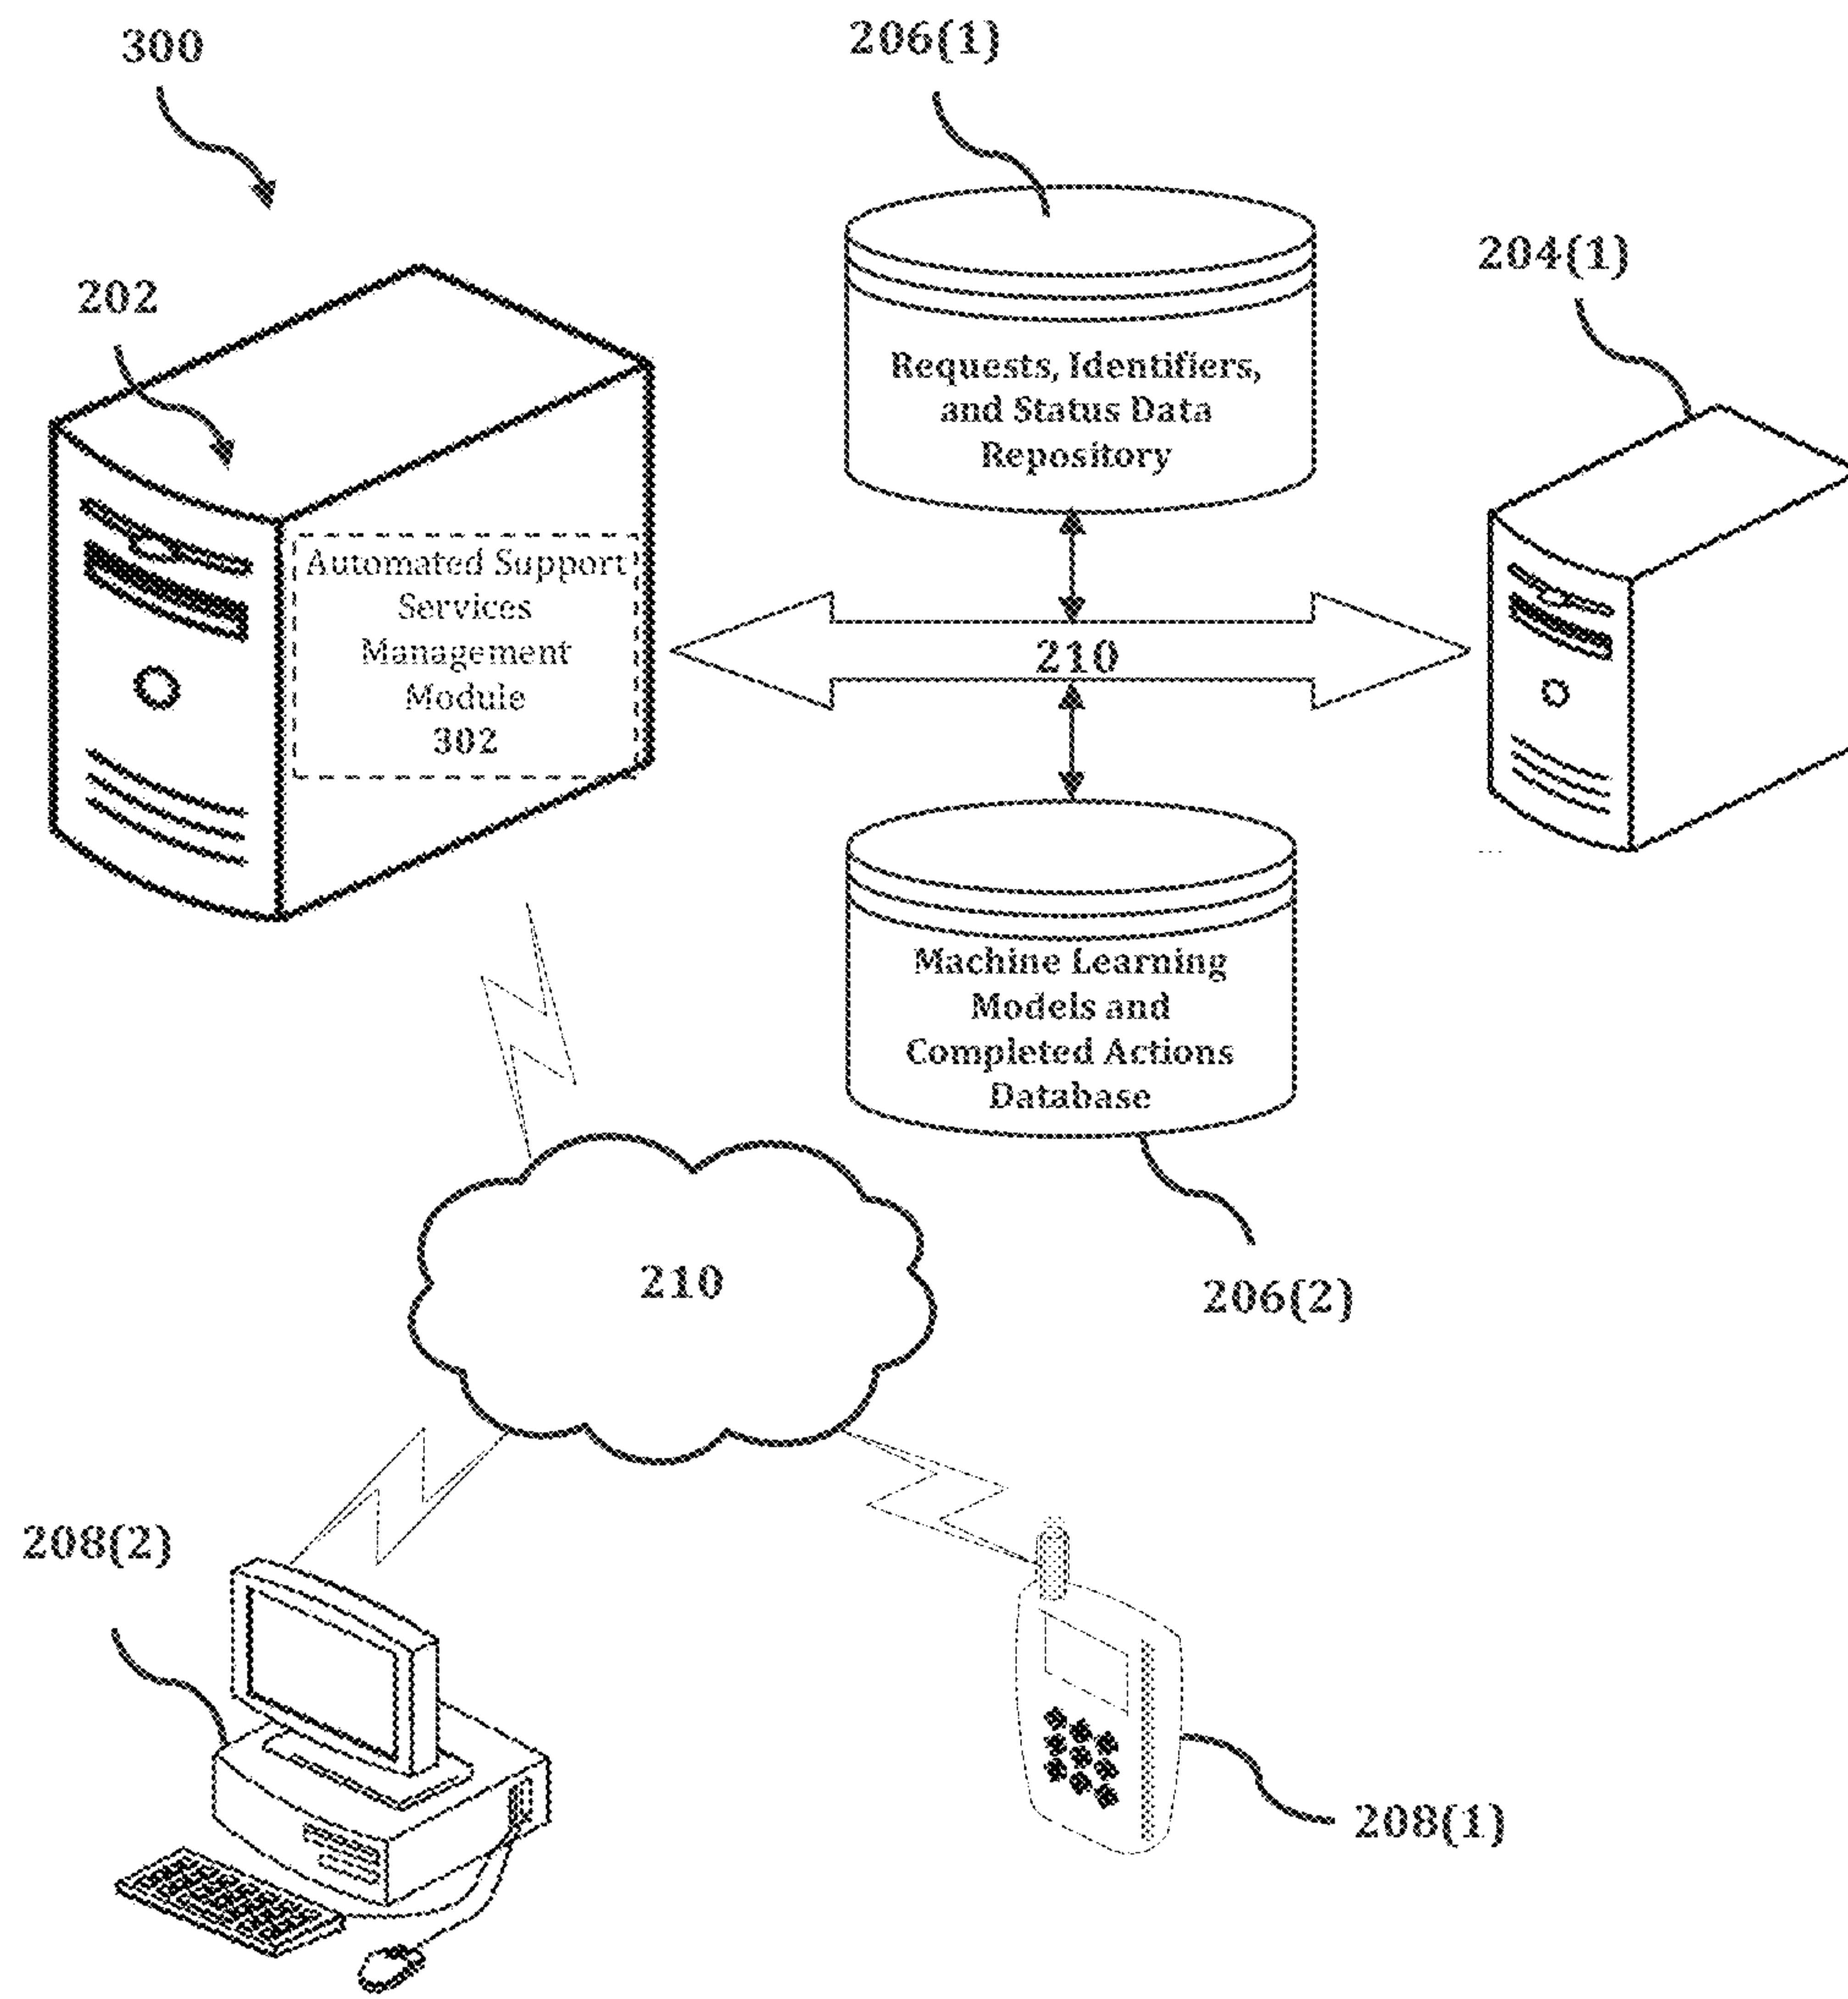 300
206(1)
204(1)
202
Requests, Identifiers,
and Status Data
Repository
Automated Support
Services
Management
Module
302
210
Machine Learning
Models and
Completed Actions
Database
210
206(2)
208(2)
208(1)